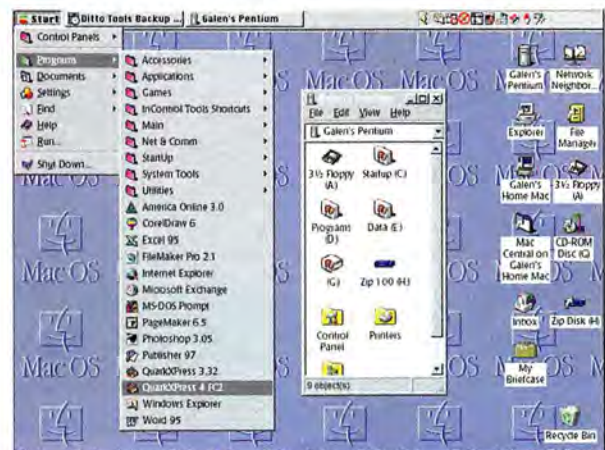 Start Ditto Tools Backup ... Galen's Pentium
Control Panels
Programs
Documents
Settings
Find
Help
Run...
Shut Down...
Accessories
Applications
Games
InControl Tools Shortcuts
Main
Net & Comm
StartUp
System Tools
Utilities
America Online 3.0
CorelDraw 6
Excel 95
FileMaker Pro 2.1
Internet Explorer
Microsoft Exchange
MS-DOS Prompt
PageMaker 6.5
Photoshop 3.05
Publisher 97
QuarkXPress 3.32
QuarkXPress 4 FC2
Windows Explorer
Word 95
File Edit View Help
Galen's Pentium
3½ Floppy (A)
Startup (C)
Programs (D)
Data (E)
(G)
Zip 100 (H)
Control Panel
Printers
9 object(s)
Galen's Pentium
Network Neighbor...
Explorer
File Manager
Galen's Home Mac
3½ Floppy (A)
Mac Central on Galen's Home Mac
CD-ROM Disc (Q)
Inbox
Zip Disk (H)
My Briefcase
Recycle Bin
Mac OS Mac OS
Mac OS
Mac OS
Mac OS